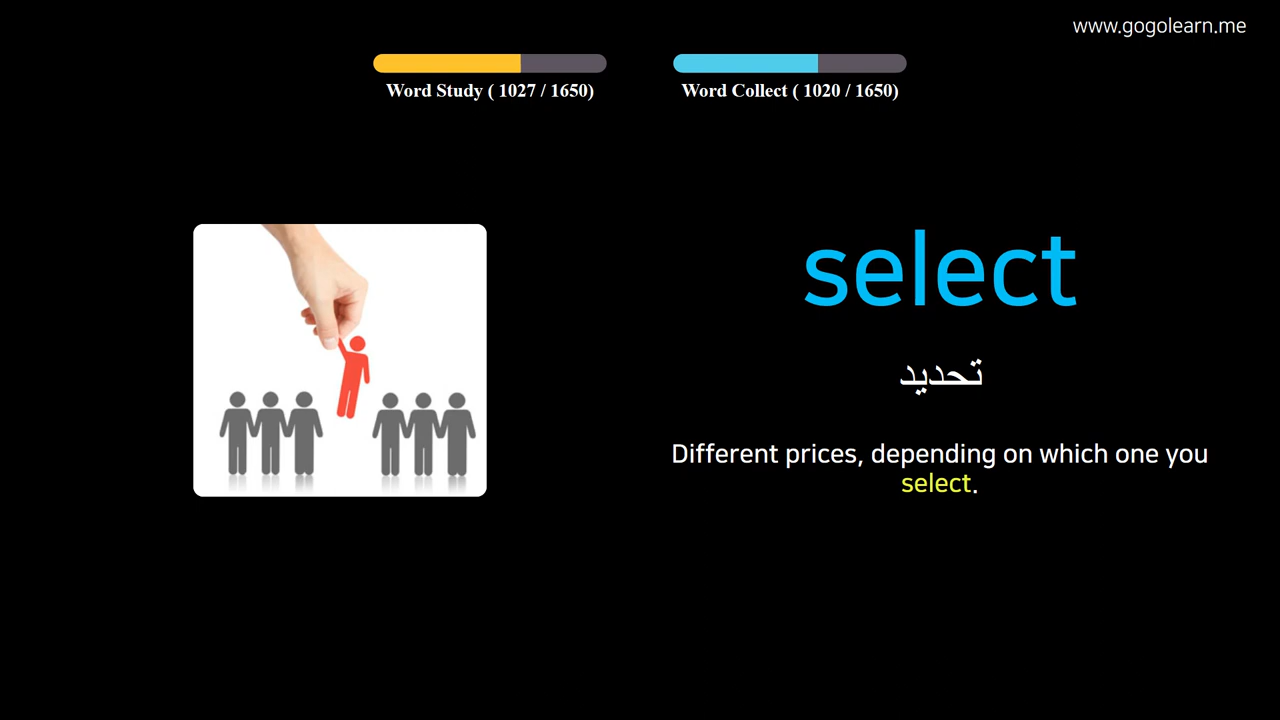 www.gogolearn.me
Word Study ( 1027 / 1650)
Word Collect ( 1020 / 1650)
select
تحديد
Different prices, depending on which one you
select.